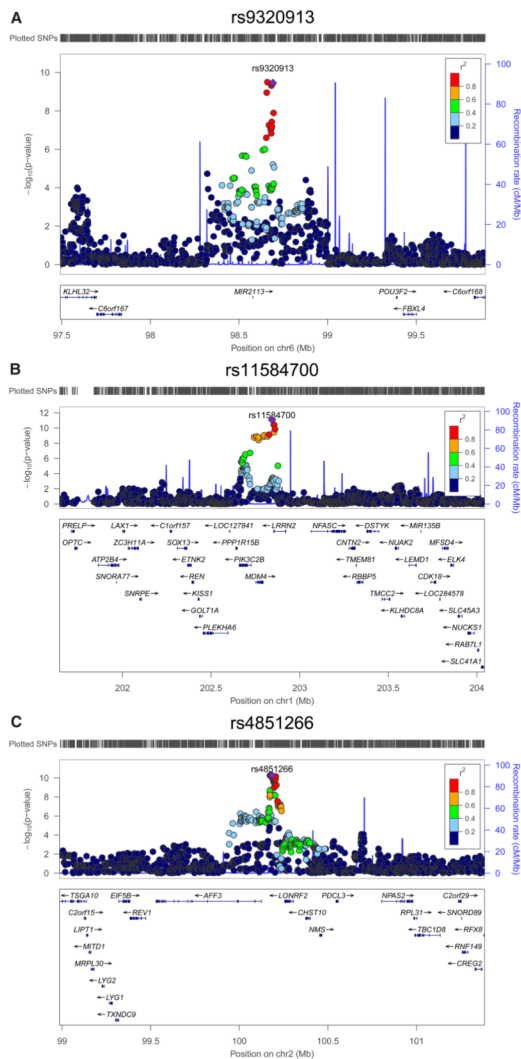 A
rs9320913
Plotted SNPs
rs9320913
r²
0.8
0.6
0.4
0.2
10
8
6
4
2
0
−log10(p-value)
100
80
60
40
20
0
Recombination rate (cM/Mb)
KLHL32→ MIR2113→ POU3F2→ ←C6orf168
←C6orf167 ←FBXL4
97.5 98 98.5 99 99.5
Position on chr6 (Mb)
B
rs11584700
Plotted SNPs
rs11584700
r²
0.8
0.6
0.4
0.2
12
10
8
6
4
2
0
−log10(p-value)
100
80
60
40
20
0
Recombination rate (cM/Mb)
PRELP→ LAX1→ C1orf157→ ←LOC127841 ←LRRN2 NFASC→ ←DSTYK MIR135B
←OPTC→ ZC3H11A→ SOX13→ ←PPP1R15B CNTN2→ ←NUAK2 MFSD4→
ATP2B4→ ←ETNK2 ←PIK3C2B TMEM81 ←LEMD1 ←ELK4
SNORA77→ ←REN MDM4→ ←RBBP5 CDK18→
SNRPE→ ←KISS1 TMCC2→ ←LOC284578
←GOLT1A ←KLHDC8A ←SLC45A3
←PLEKHA6 ←NUCKS1
←RAB7L1
←SLC41A1
202 202.5 203 203.5 204
Position on chr1 (Mb)
C
rs4851266
Plotted SNPs
rs4851266
r²
0.8
0.6
0.4
0.2
10
8
6
4
2
0
−log10(p-value)
100
80
60
40
20
0
Recombination rate (cM/Mb)
←TSGA10 EIF5B→ ←AFF3 ←LONRF2 PDCL3→ NPAS2→ C2orf29→
C2orf15→ ←REV1 ←CHST10 RPL31→ SNORD89
LIPT1→ ←NMS ←TBC1D8 RFX8
←MITD1 ←RNF149
MRPL30→ ←CREG2
←LYG2
←LYG1
←TXNDC9
99 99.5 100 100.5 101
Position on chr2 (Mb)